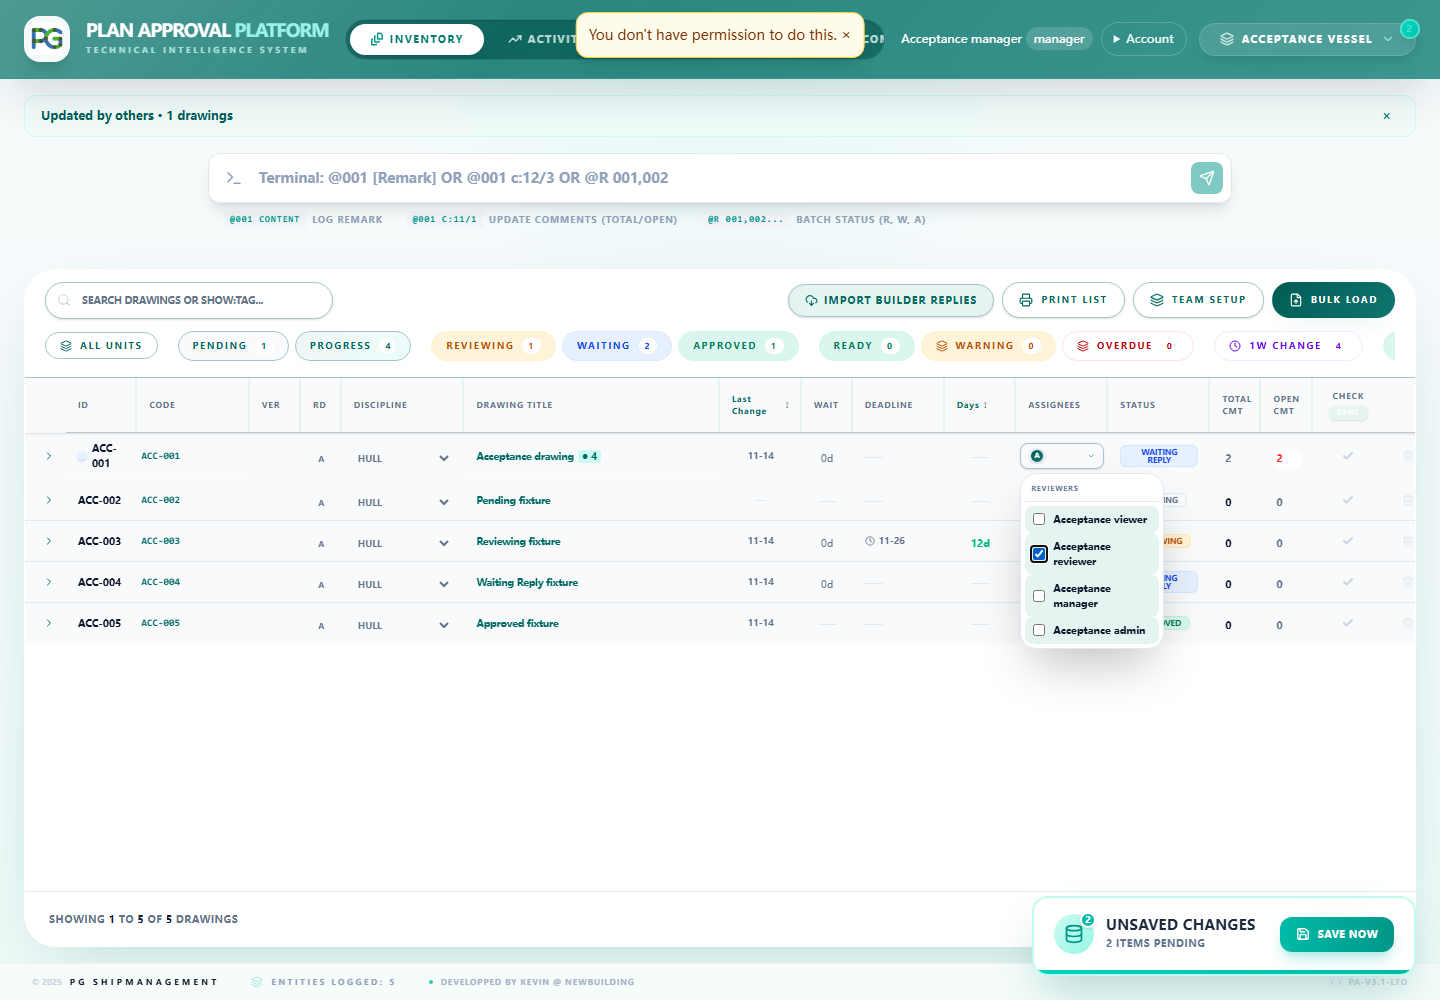 PG
PLAN APPROVAL PLATFORM
TECHNICAL INTELLIGENCE SYSTEM
INVENTORY
You don't have permission to do this. ×
Acceptance manager manager
Account
ACCEPTANCE VESSEL
2
Updated by others • 1 drawings ×
Terminal: @001 [Remark] OR @001 c:12/3 OR @R 001,002
@001 CONTENT LOG REMARK @001 C:11/1 UPDATE COMMENTS (TOTAL/OPEN) @R 001,002... BATCH STATUS (R, W, A)
SEARCH DRAWINGS OR SHOW:TAG...
IMPORT BUILDER REPLIES
PRINT LIST
TEAM SETUP
BULK LOAD
ALL UNITS PENDING 1 PROGRESS 4 REVIEWING 1 WAITING 2 APPROVED 1 READY 0 WARNING 0 OVERDUE 0 1W CHANGE 4
ID CODE VER RD DISCIPLINE DRAWING TITLE Last Change ↕ WAIT DEADLINE Days ↕ ASSIGNEES STATUS TOTAL CMT OPEN CMT CHECK SYNC
ACC-001 ACC-001 A HULL Acceptance drawing • 4 11-14 0d — — A WAITING REPLY 2 2
ACC-002 ACC-002 A HULL Pending fixture — — — — ING 0 0
ACC-003 ACC-003 A HULL Reviewing fixture 11-14 0d 11-26 12d WING 0 0
ACC-004 ACC-004 A HULL Waiting Reply fixture 11-14 0d — — NG LY 0 0
ACC-005 ACC-005 A HULL Approved fixture 11-14 — — — OVED 0 0
REVIEWERS
Acceptance viewer
Acceptance reviewer
Acceptance manager
Acceptance admin
SHOWING 1 TO 5 OF 5 DRAWINGS
2
UNSAVED CHANGES
2 ITEMS PENDING
SAVE NOW
© 2025 PG SHIPMANAGEMENT ENTITIES LOGGED: 5 • DEVELOPPED BY KEVIN @ NEWBUILDING PA-V3.1-LTD